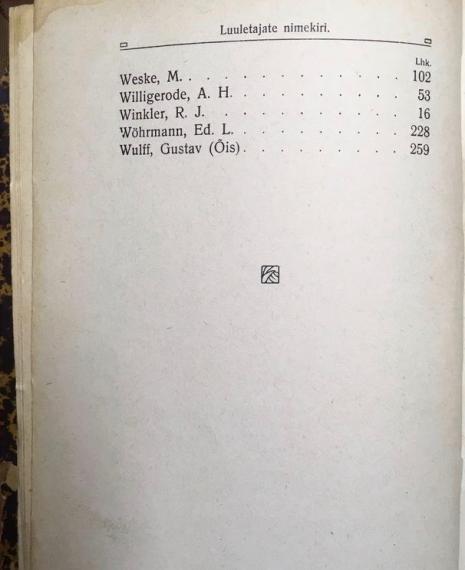 Luuletajate nimekiri.
Lhk.
Weske, M. . . . . . . . . . . . . 102
Willigerode, A. H. . . . . . . . . . 53
Winkler, R. J. . . . . . . . . . . . 16
Wöhrmann, Ed. L. . . . . . . . . . 228
Wulff, Gustav (Õis) . . . . . . . . . 259